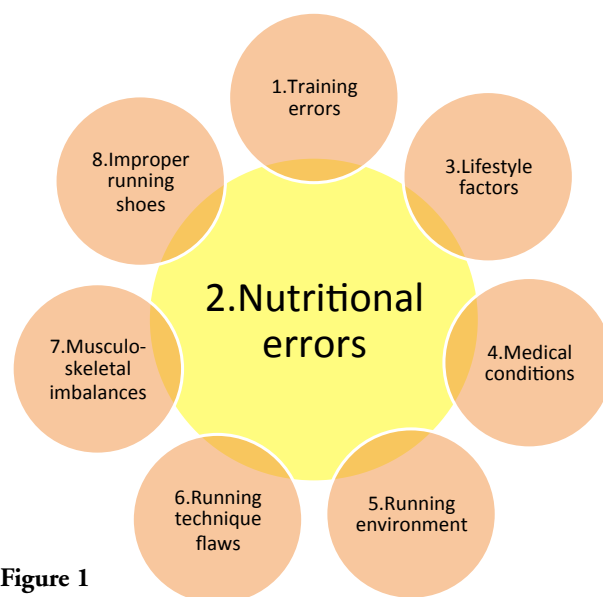 1.Training
errors
2.Nutritional
errors
3.Lifestyle
factors
4.Medical
conditions
5.Running
environment
6.Running
technique
flaws
7.Musculo-
skeletal
imbalances
8.Improper
running
shoes
Figure 1